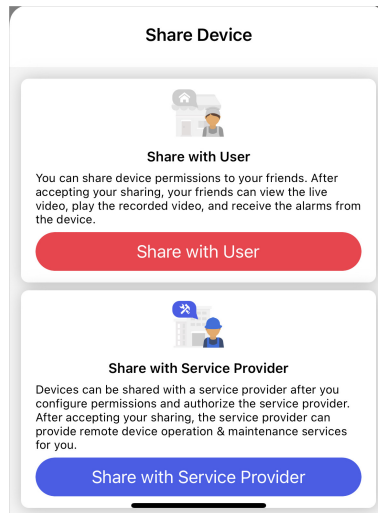 Share Device
Share with User
You can share device permissions to your friends. After
accepting your sharing, your friends can view the live
video, play the recorded video, and receive the alarms from
the device.
Share with User
Share with Service Provider
Devices can be shared with a service provider after you
configure permissions and authorize the service provider.
After accepting your sharing, the service provider can
provide remote device operation & maintenance services
for you.
Share with Service Provider